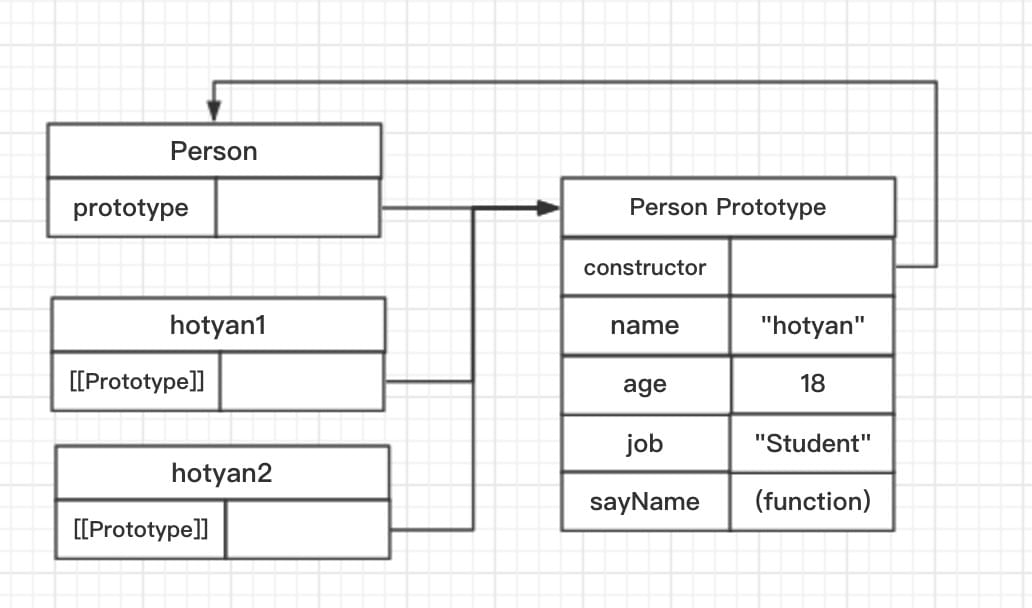 Person
prototype
hotyan1
[[Prototype]]
hotyan2
[[Prototype]]
Person Prototype
constructor
name "hotyan"
age 18
job "Student"
sayName (function)